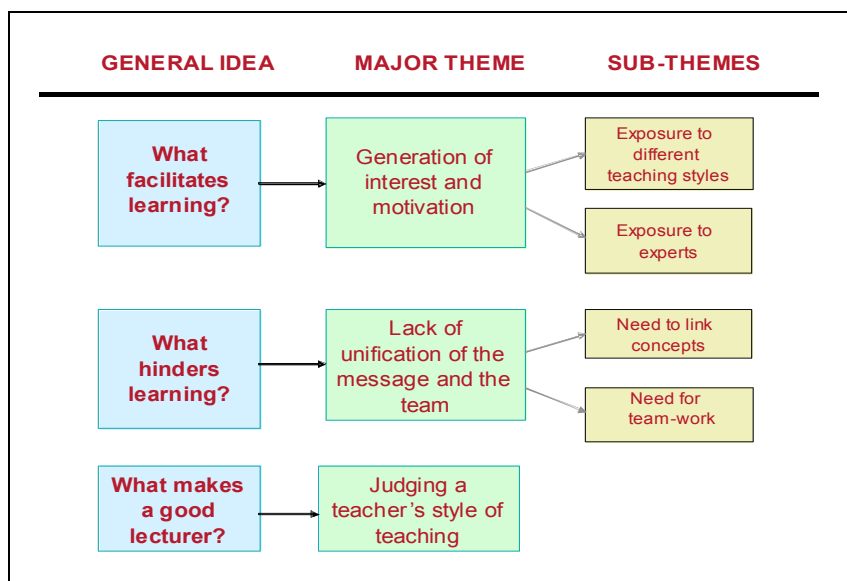 GENERAL IDEA
MAJOR THEME
SUB-THEMES
What
facilitates
learning?
Generation of
interest and
motivation
Exposure to
different
teaching styles
Exposure to
experts
What
hinders
learning?
Lack of
unification of the
message and the
team
Need to link
concepts
Need for
team-work
What makes
a good
lecturer?
Judging a
teacher’s style of
teaching